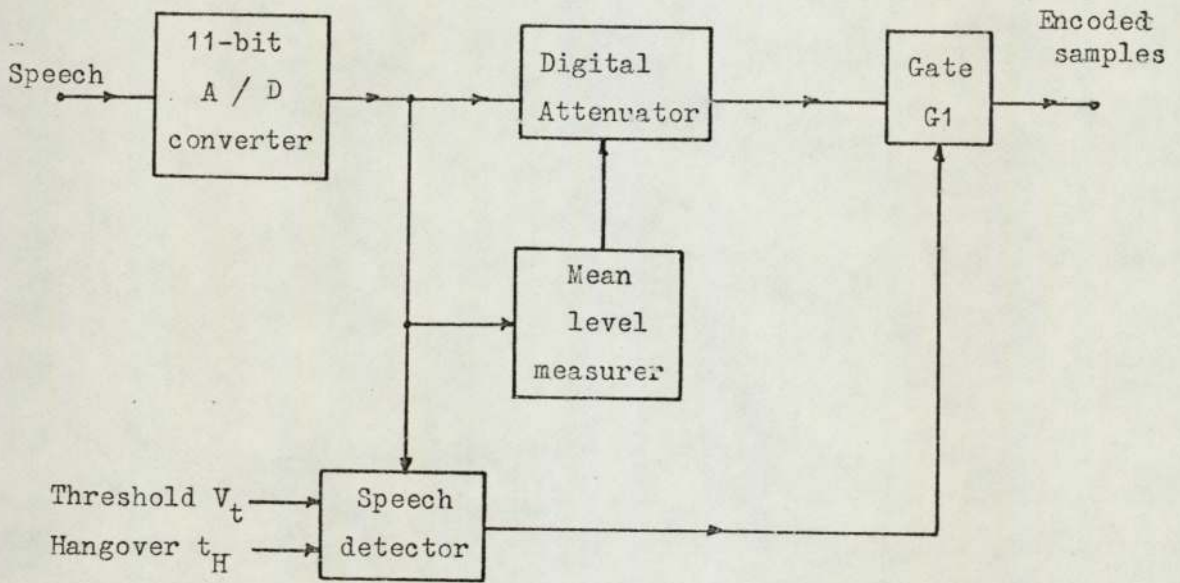 Speech
11-bit
A / D
converter
Digital
Attenuator
Gate
G1
Encoded
samples
Mean
level
measurer
Threshold V_t
Hangover t_H
Speech
detector